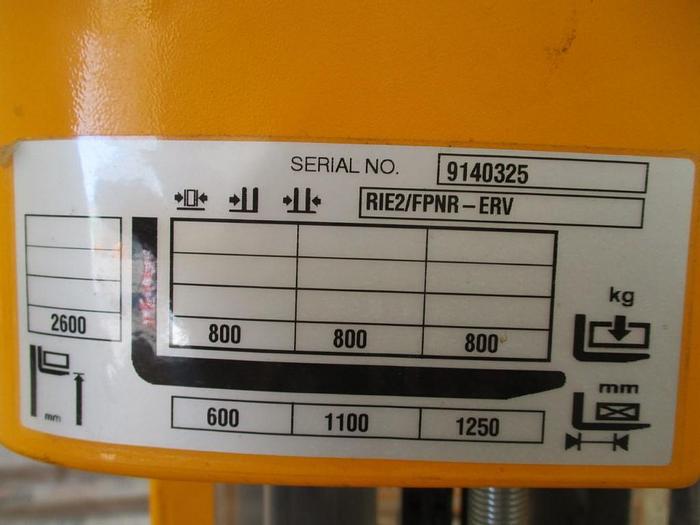 SERIAL NO. 9140325
RIE2/FPNR-ERV
2600 800 800 800
kg
mm
mm
600 1100 1250